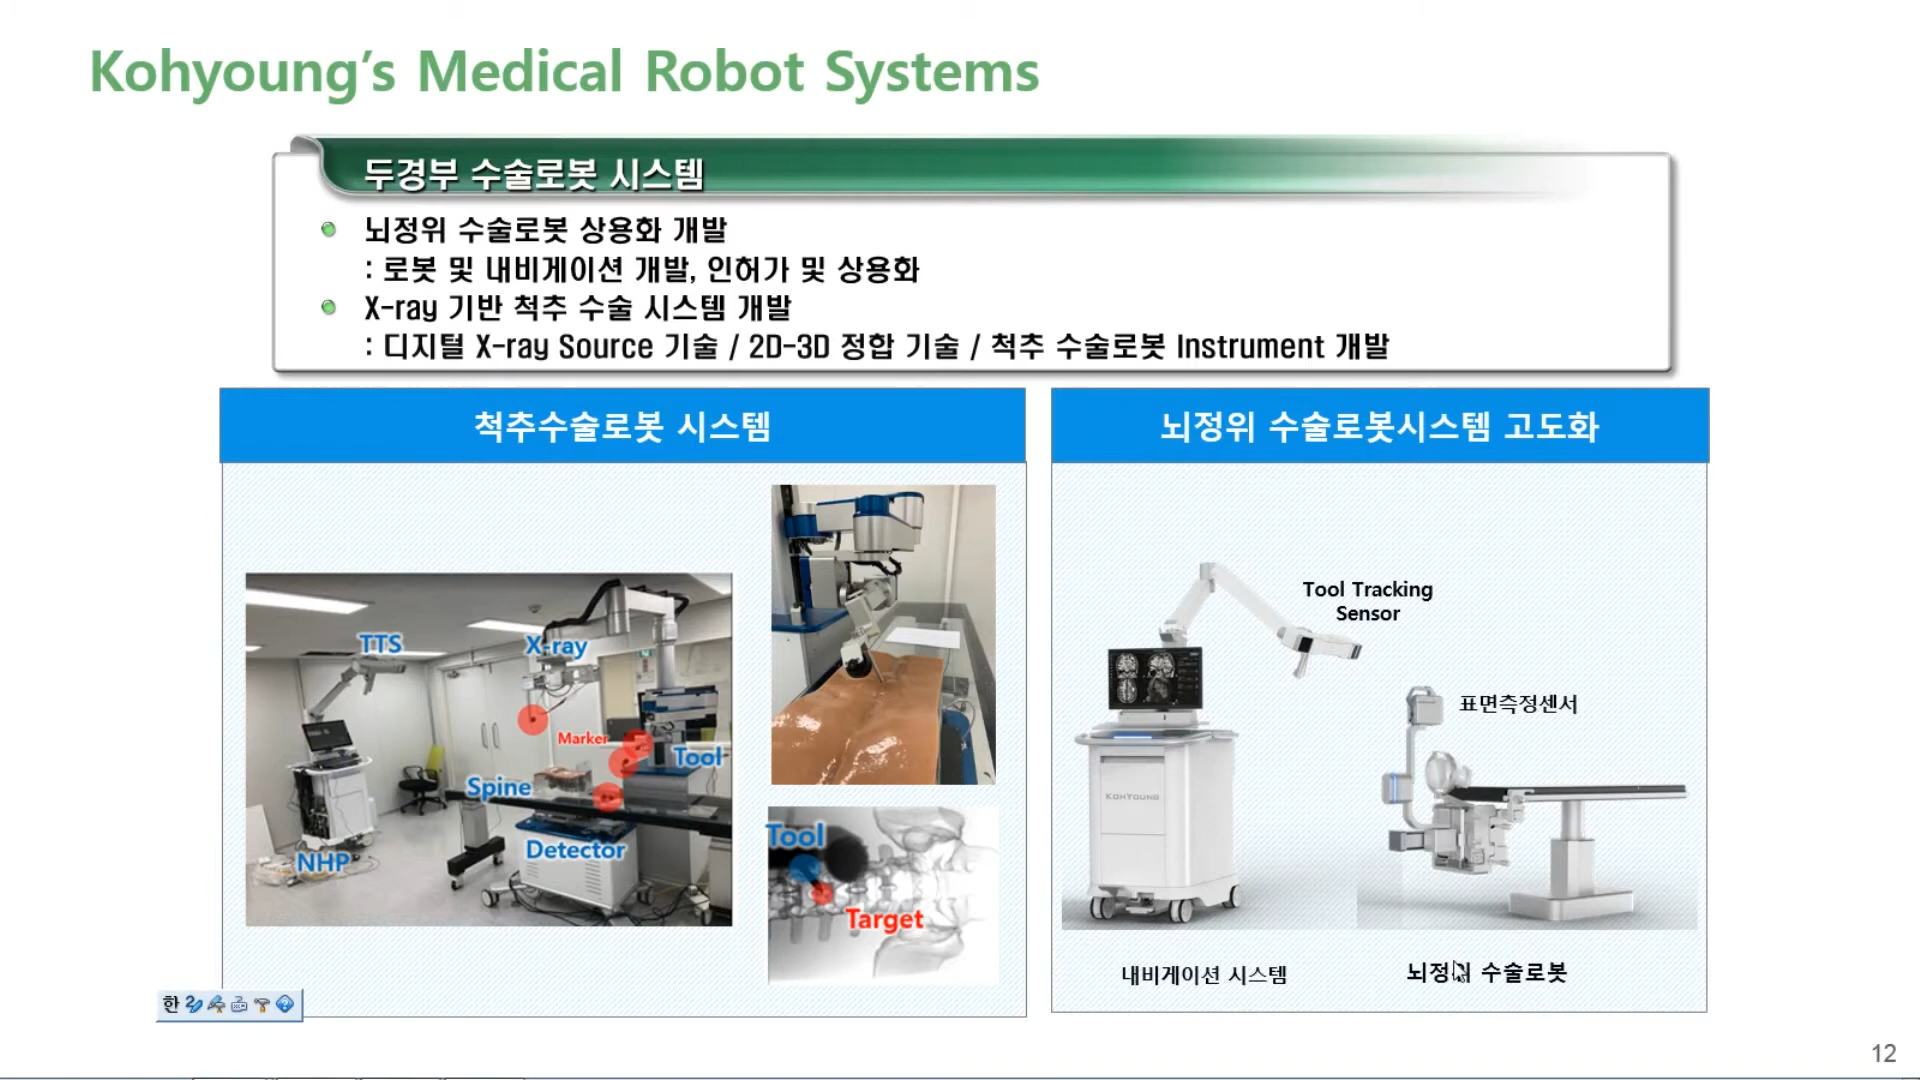 Kohyoung’s Medical Robot Systems
두경부 수술로봇 시스템
뇌정위 수술로봇 상용화 개발
: 로봇 및 내비게이션 개발, 인허가 및 상용화
X-ray 기반 척추 수술 시스템 개발
: 디지털 X-ray Source 기술 / 2D-3D 정합 기술 / 척추 수술로봇 Instrument 개발
척추수술로봇 시스템
TTS
X-ray
Marker
Tool
Spine
Detector
NHP
Tool
Target
뇌정위 수술로봇시스템 고도화
Tool Tracking
Sensor
표면측정센서
KOHYOUNG
내비게이션 시스템
뇌정위 수술로봇
한
12